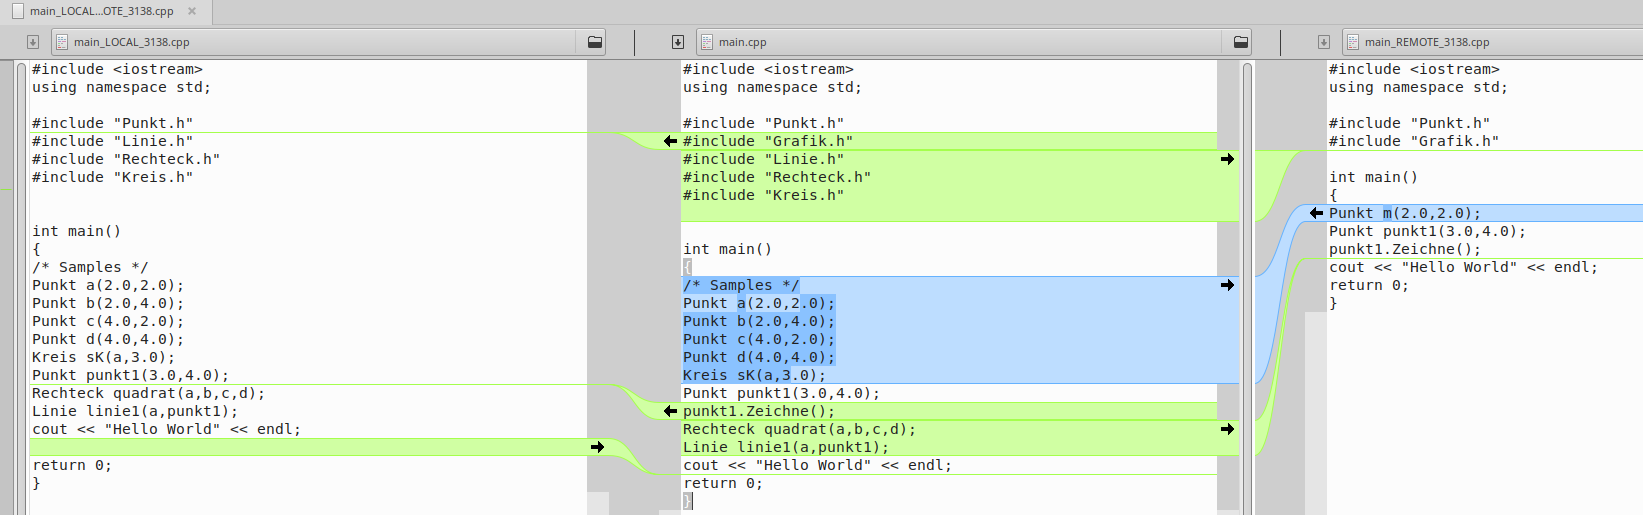 main_LOCAL...OTE_3138.cpp
main_LOCAL_3138.cpp
main.cpp
main_REMOTE_3138.cpp
#include <iostream>
using namespace std;
#include "Punkt.h"
#include "Linie.h"
#include "Rechteck.h"
#include "Kreis.h"
int main()
{
/* Samples */
Punkt a(2.0,2.0);
Punkt b(2.0,4.0);
Punkt c(4.0,2.0);
Punkt d(4.0,4.0);
Kreis sK(a,3.0);
Punkt punkt1(3.0,4.0);
Rechteck quadrat(a,b,c,d);
Linie linie1(a,punkt1);
cout << "Hello World" << endl;
return 0;
}
#include <iostream>
using namespace std;
#include "Punkt.h"
#include "Grafik.h"
#include "Linie.h"
#include "Rechteck.h"
#include "Kreis.h"
int main()
{
/* Samples */
Punkt a(2.0,2.0);
Punkt b(2.0,4.0);
Punkt c(4.0,2.0);
Punkt d(4.0,4.0);
Kreis sK(a,3.0);
Punkt punkt1(3.0,4.0);
punkt1.Zeichne();
Rechteck quadrat(a,b,c,d);
Linie linie1(a,punkt1);
cout << "Hello World" << endl;
return 0;
}
#include <iostream>
using namespace std;
#include "Punkt.h"
#include "Grafik.h"
int main()
{
Punkt m(2.0,2.0);
Punkt punkt1(3.0,4.0);
punkt1.Zeichne();
cout << "Hello World" << endl;
return 0;
}